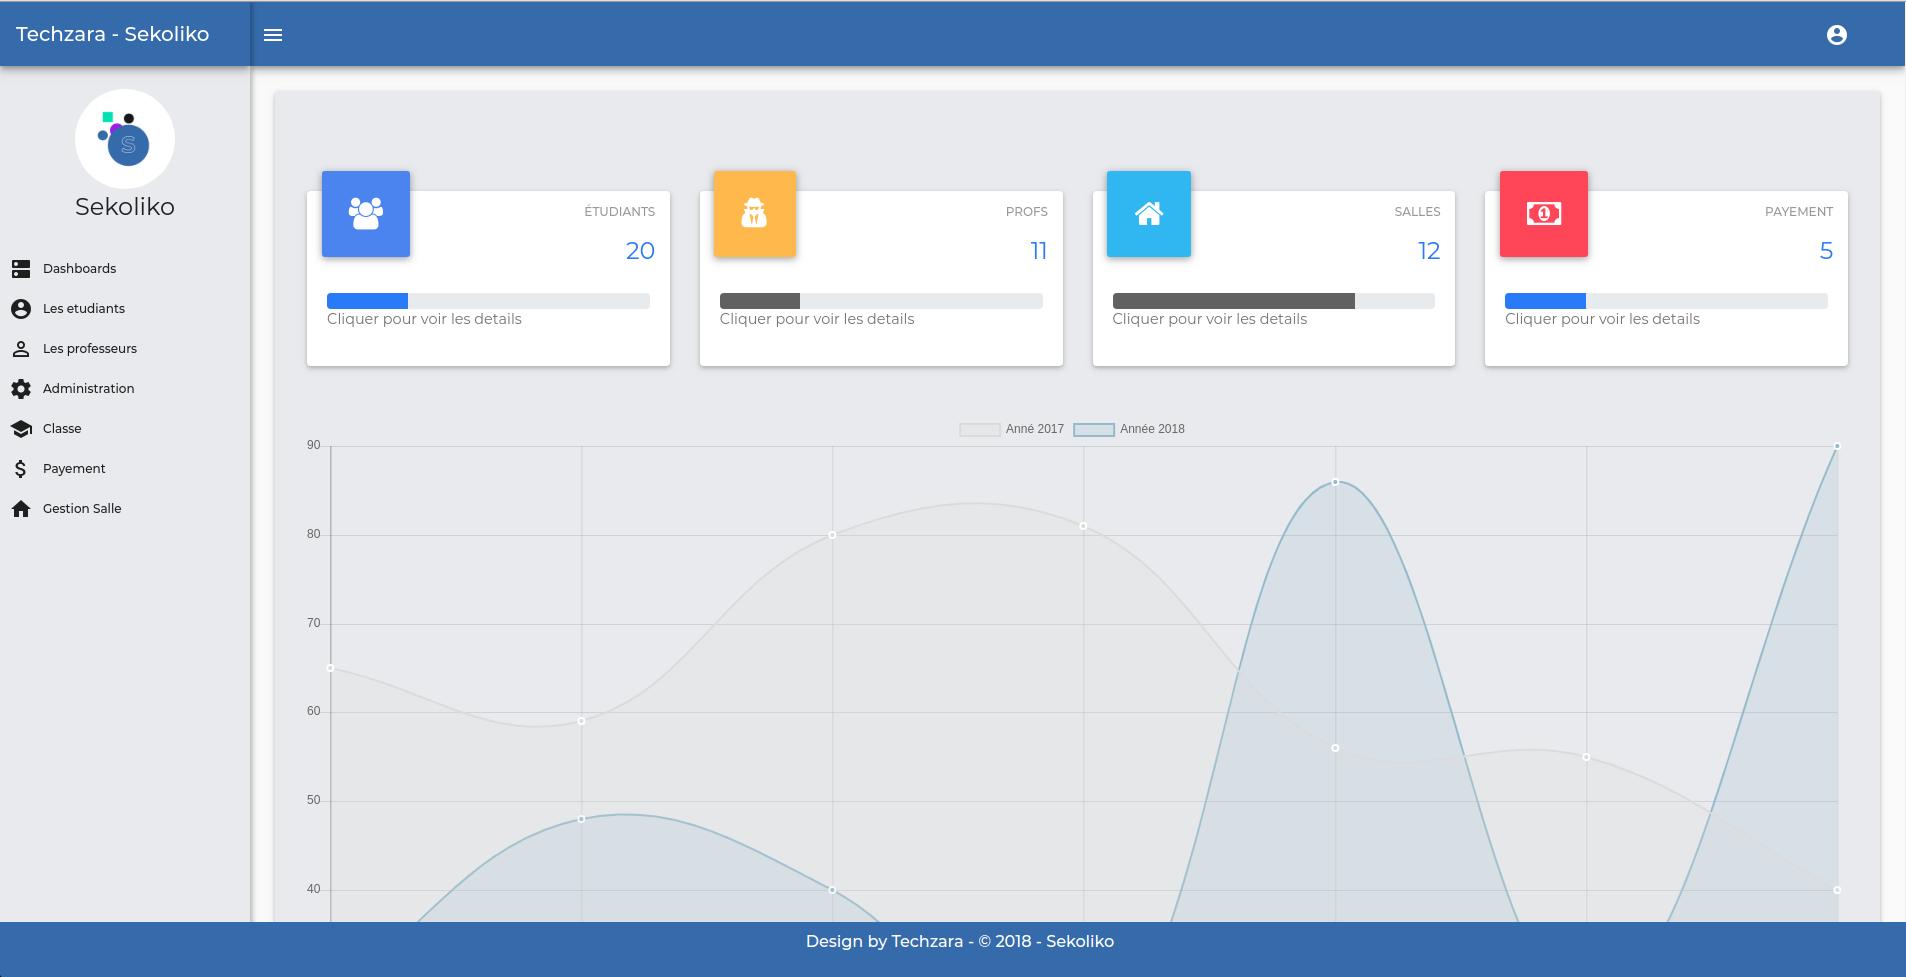 Techzara - Sekoliko
S
Sekoliko
Dashboards
Les etudiants
Les professeurs
Administration
Classe
Payement
Gestion Salle
ÉTUDIANTS
20
Cliquer pour voir les details
PROFS
11
Cliquer pour voir les details
SALLES
12
Cliquer pour voir les details
1
PAYEMENT
5
Cliquer pour voir les details
Anné 2017 Année 2018
90
80
70
60
50
40
Design by Techzara - © 2018 - Sekoliko